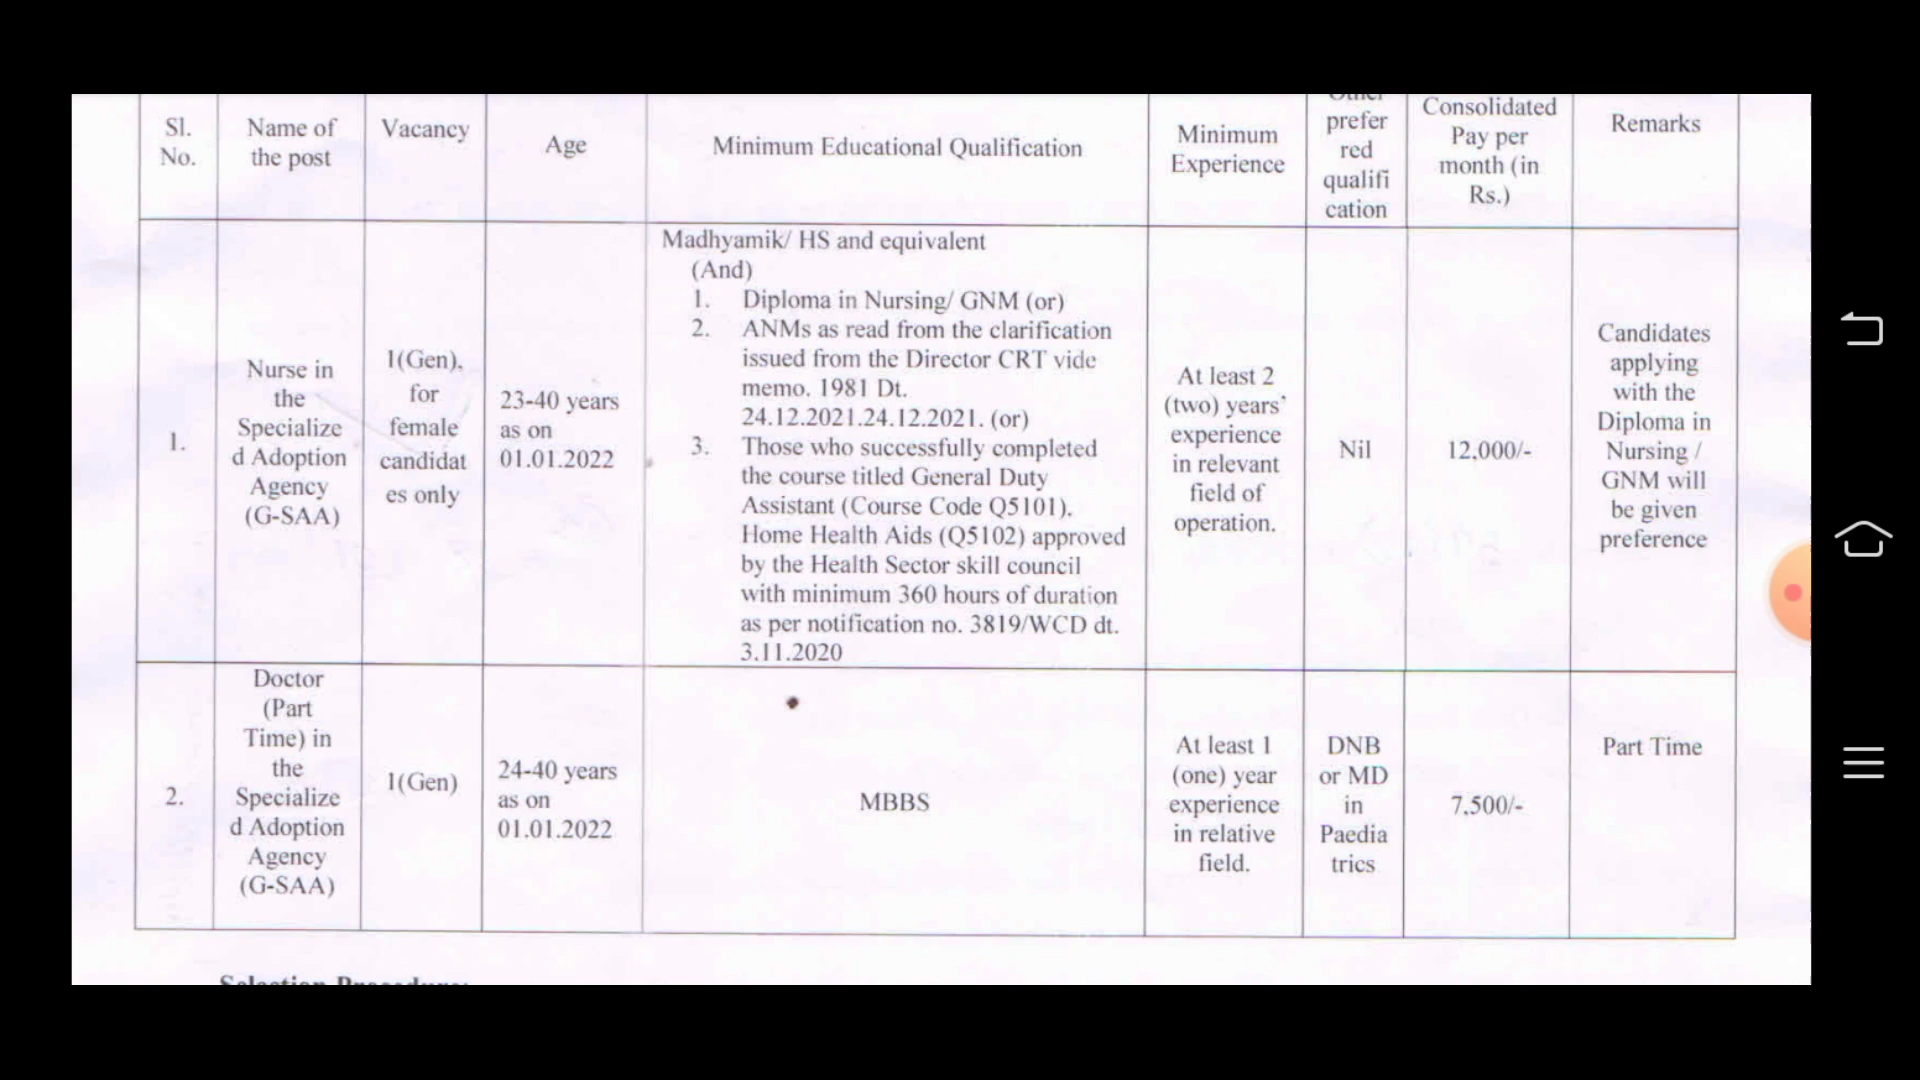 Sl.
No.
Name of
the post
Vacancy
Age
Minimum Educational Qualification
Minimum
Experience
Other
prefer
red
qualifi
cation
Consolidated
Pay per
month (in
Rs.)
Remarks
1.
Nurse in
the
Specialize
d Adoption
Agency
(G-SAA)
1(Gen).
for
female
candidat
es only
23-40 years
as on
01.01.2022
Madhyamik/ HS and equivalent
(And)
1. Diploma in Nursing/ GNM (or)
2. ANMs as read from the clarification
issued from the Director CRT vide
memo. 1981 Dt.
24.12.2021.24.12.2021. (or)
3. Those who successfully completed
the course titled General Duty
Assistant (Course Code Q5101).
Home Health Aids (Q5102) approved
by the Health Sector skill council
with minimum 360 hours of duration
as per notification no. 3819/WCD dt.
3.11.2020
At least 2
(two) years'
experience
in relevant
field of
operation.
Nil
12,000/-
Candidates
applying
with the
Diploma in
Nursing /
GNM will
be given
preference
2.
Doctor
(Part
Time) in
the
Specialize
d Adoption
Agency
(G-SAA)
1(Gen)
24-40 years
as on
01.01.2022
MBBS
At least 1
(one) year
experience
in relative
field.
DNB
or MD
in
Paedia
trics
7,500/-
Part Time
Selection Procedure: